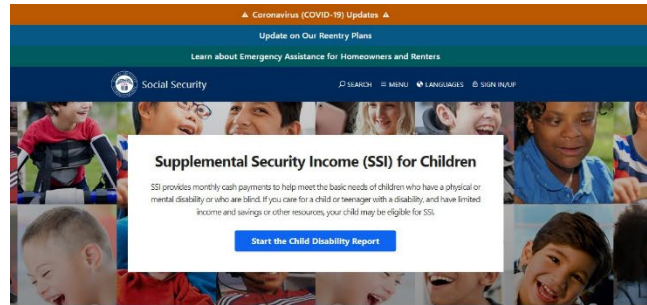 ▲ Coronavirus (COVID-19) Updates ▲
Update on Our Reentry Plans
Learn about Emergency Assistance for Homeowners and Renters
Social Security
SEARCH MENU LANGUAGES SIGN IN/UP
Supplemental Security Income (SSI) for Children
SSI provides monthly cash payments to help meet the basic needs of children who have a physical or
mental disability or who are blind. If you care for a child or teenager with a disability, and have limited
income and savings or other resources, your child may be eligible for SSI.
Start the Child Disability Report